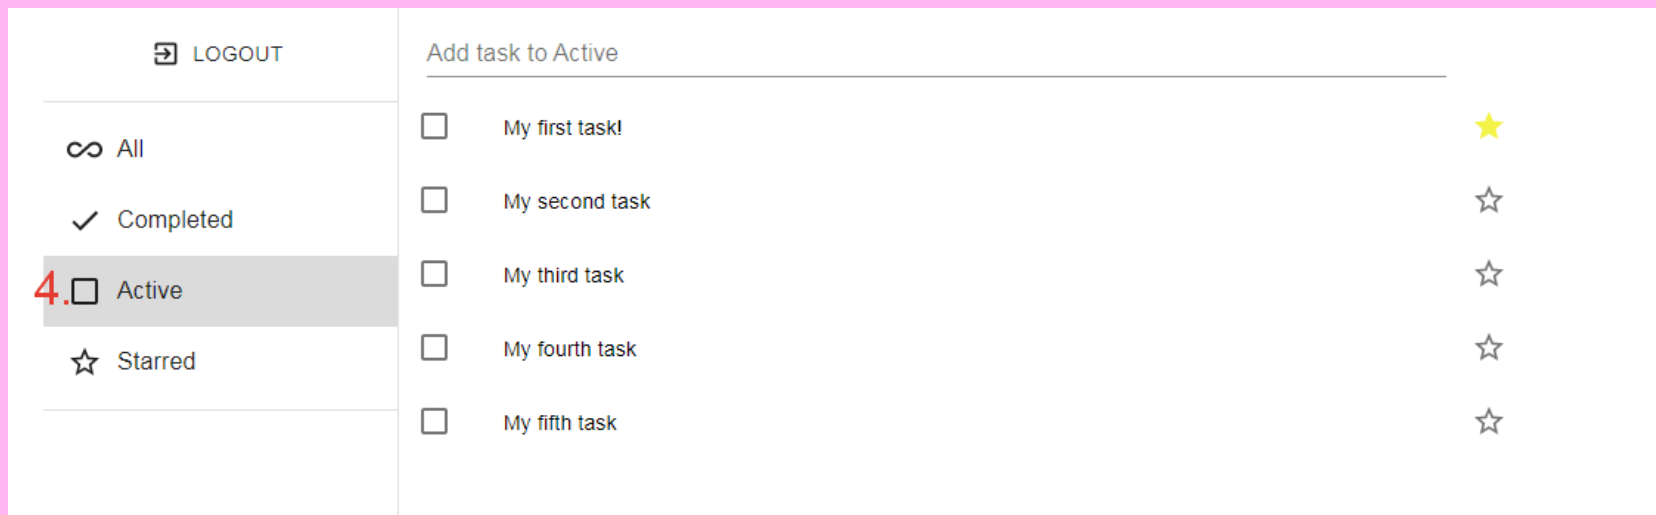 LOGOUT
All
Completed
4. Active
Starred
Add task to Active
My first task!
My second task
My third task
My fourth task
My fifth task